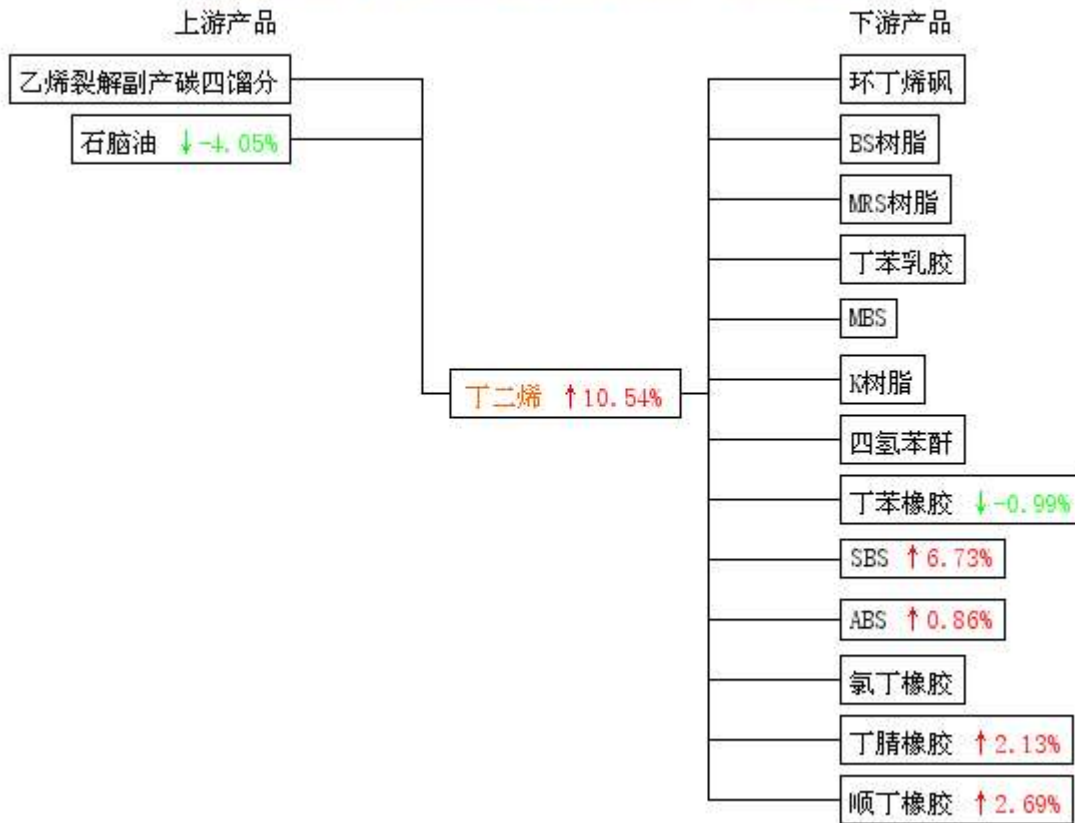 上游产品
乙烯裂解副产碳四馏分
石脑油 ↓-4.05%
丁二烯 ↑10.54%
下游产品
环丁烯砜
BS树脂
MRS树脂
丁苯乳胶
MBS
K树脂
四氢苯酐
丁苯橡胶 ↓-0.99%
SBS ↑6.73%
ABS ↑0.86%
氯丁橡胶
丁腈橡胶 ↑2.13%
顺丁橡胶 ↑2.69%